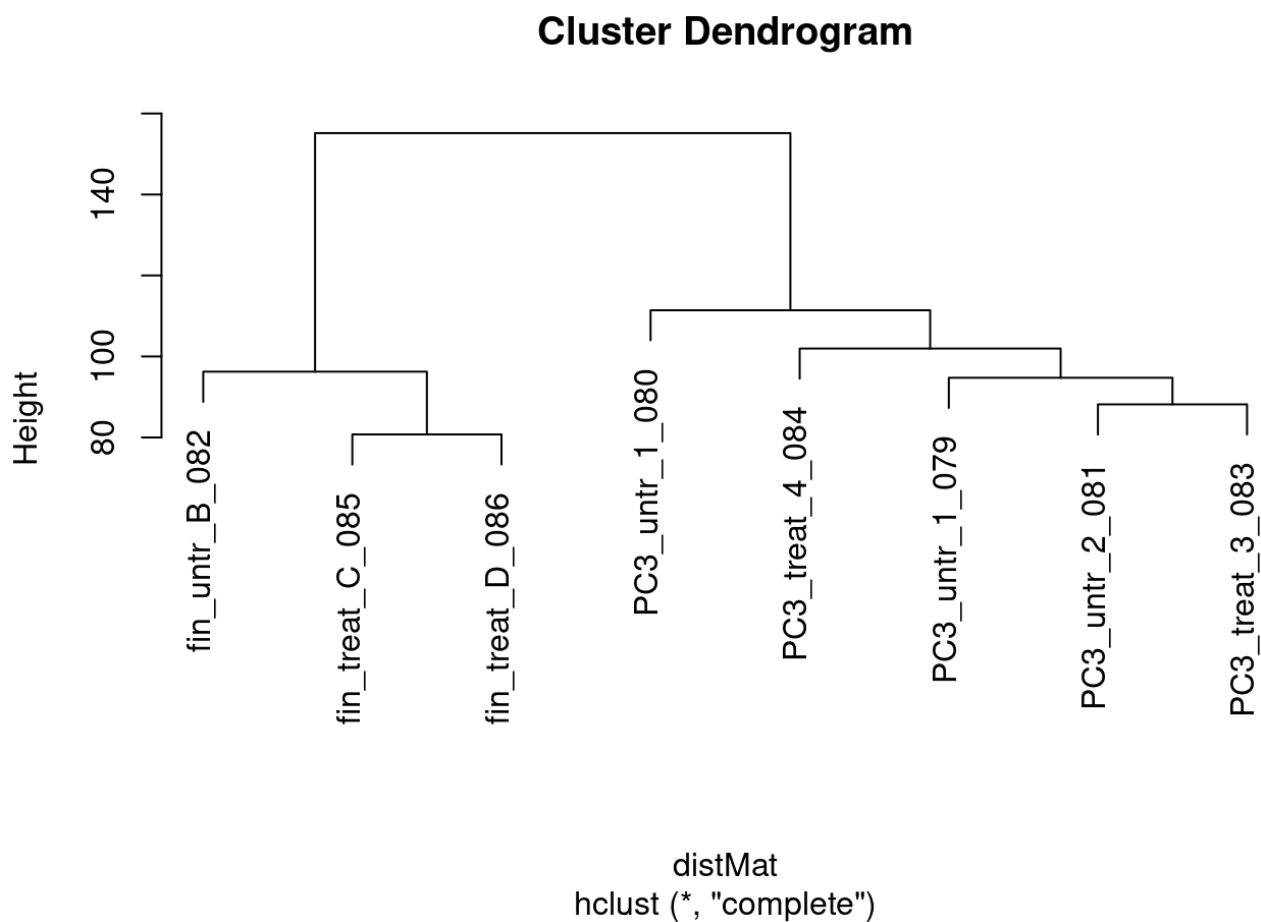 Cluster Dendrogram
Height
140
100
80
fin_untr_B_082
fin_treat_C_085
fin_treat_D_086
PC3_untr_1_080
PC3_treat_4_084
PC3_untr_1_079
PC3_untr_2_081
PC3_treat_3_083
distMat
hclust (*, "complete")